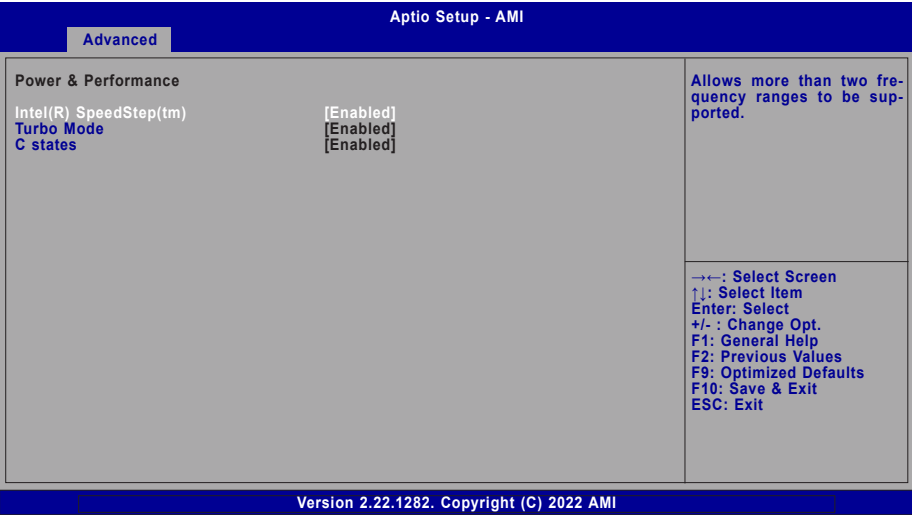 Aptio Setup - AMI
Advanced
Power & Performance
Intel(R) SpeedStep(tm) [Enabled]
Turbo Mode [Enabled]
C states [Enabled]
Allows more than two fre-
quency ranges to be sup-
ported.
→←: Select Screen
↑↓: Select Item
Enter: Select
+/- : Change Opt.
F1: General Help
F2: Previous Values
F9: Optimized Defaults
F10: Save & Exit
ESC: Exit
Version 2.22.1282. Copyright (C) 2022 AMI